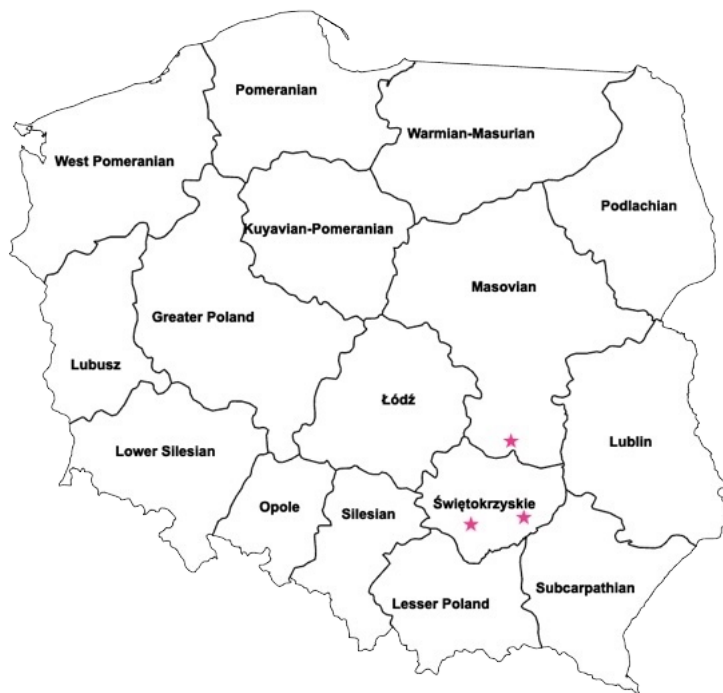 Pomeranian
Warmian-Masurian
West Pomeranian
Podlachian
Kuyavian-Pomeranian
Masovian
Greater Poland
Lubusz
Łódź
Lublin
Lower Silesian
Świętokrzyskie
Opole
Silesian
Subcarpathian
Lesser Poland